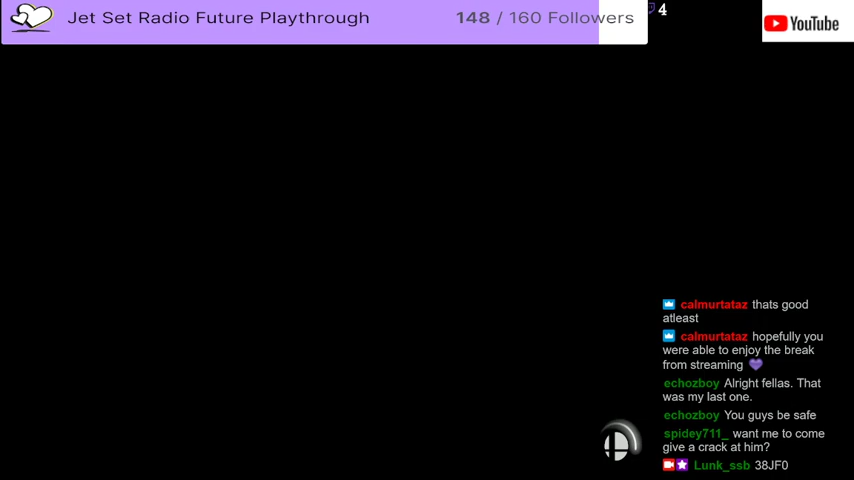 Jet Set Radio Future Playthrough 148 / 160 Followers 4 YouTube
calmurtataz thats good
atleast
calmurtataz hopefully you
were able to enjoy the break
from streaming
echozboy Alright fellas. That
was my last one.
echozboy You guys be safe
spidey711_ want me to come
give a crack at him?
Lunk_ssb 38JF0